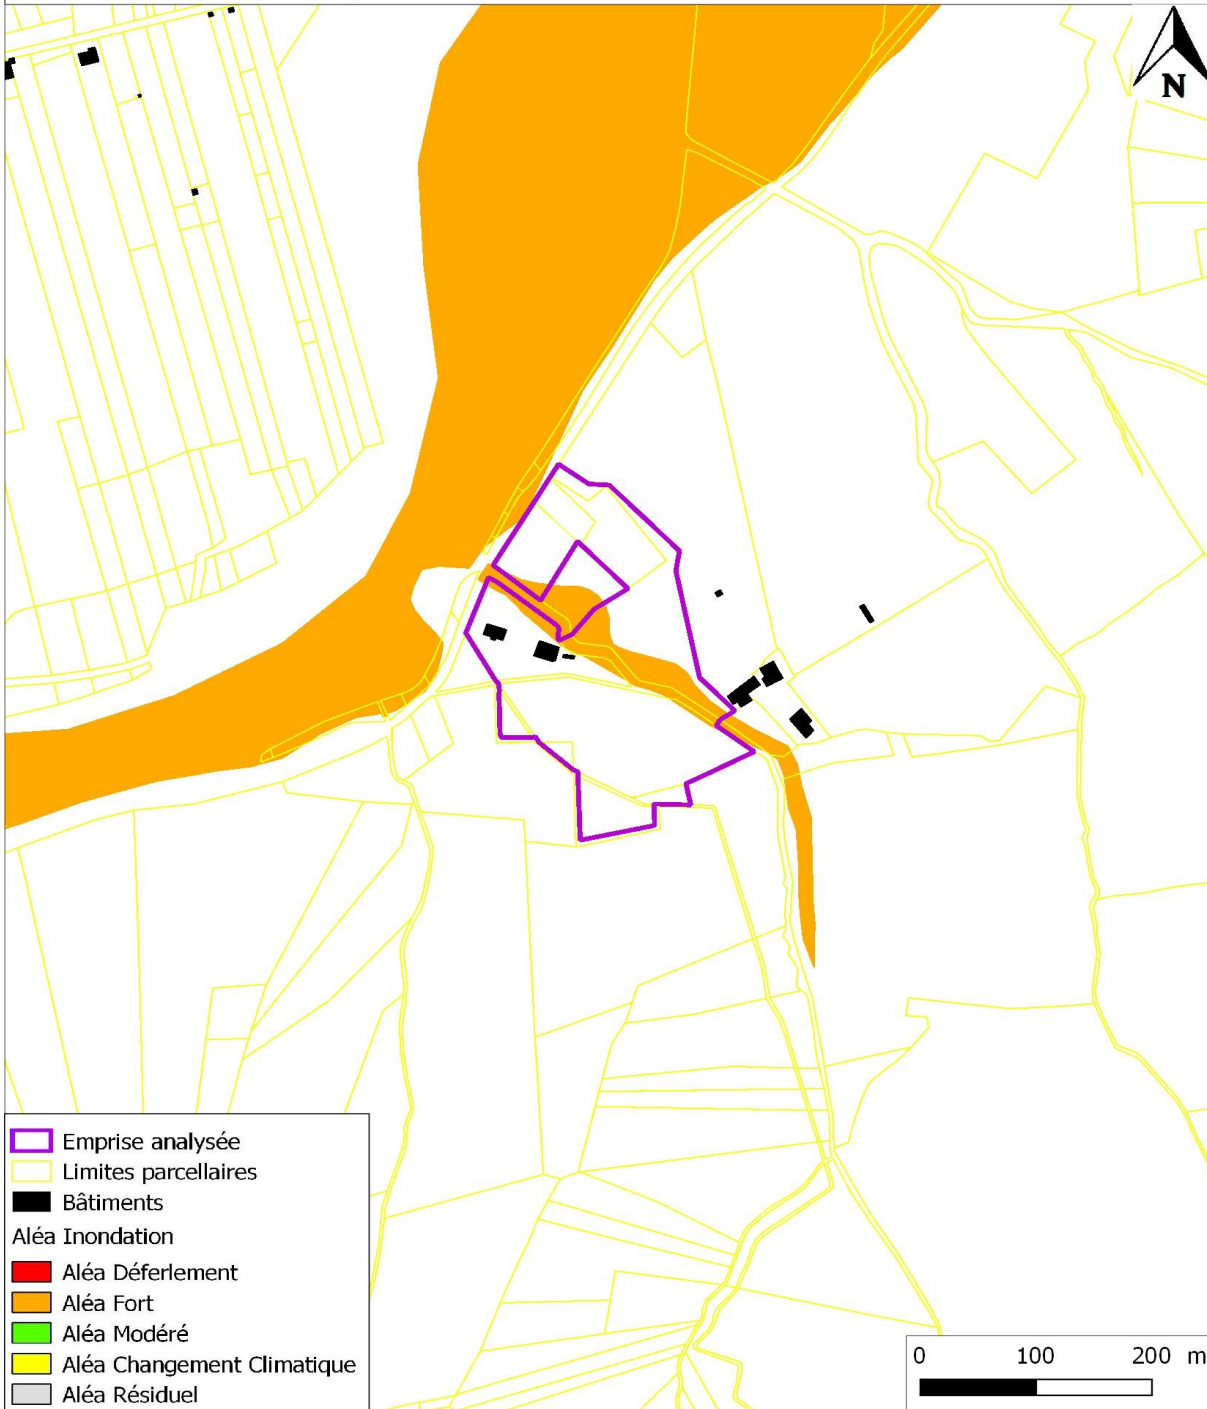 N
Emprise analysée
Limites parcellaires
Bâtiments
Aléa Inondation
Aléa Déferlement
Aléa Fort
Aléa Modéré
Aléa Changement Climatique
Aléa Résiduel
0 100 200 m